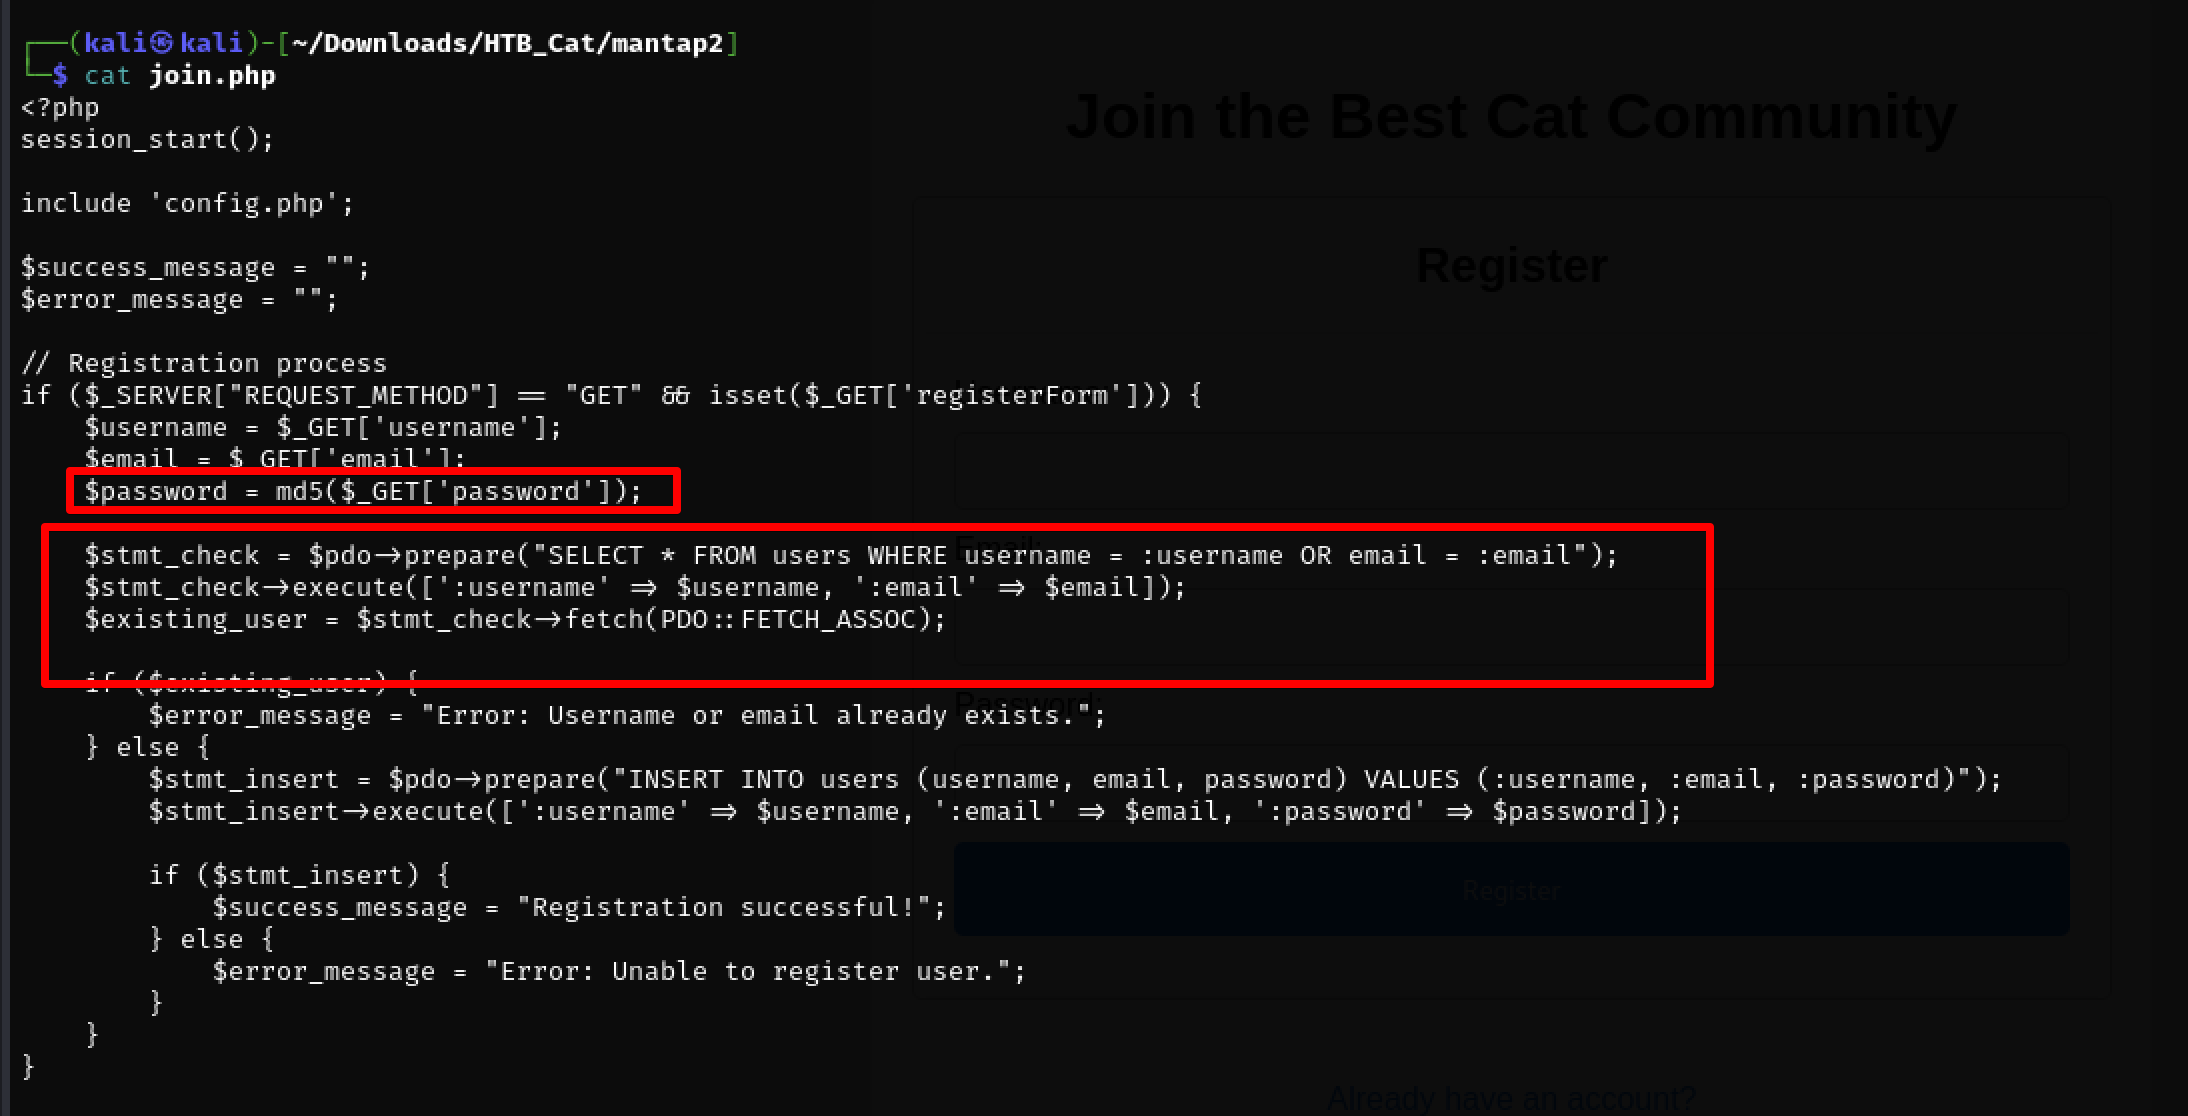 (kali㉿kali)-[~/Downloads/HTB_Cat/mantap2]
$ cat join.php
<?php
session_start();
include 'config.php';
$success_message = "";
$error_message = "";
// Registration process
if ($_SERVER["REQUEST_METHOD"] == "GET" && isset($_GET['registerForm'])) {
    $username = $_GET['username'];
    $email = $_GET['email'];
    $password = md5($_GET['password']);
    $stmt_check = $pdo->prepare("SELECT * FROM users WHERE username = :username OR email = :email");
    $stmt_check->execute([':username' => $username, ':email' => $email]);
    $existing_user = $stmt_check->fetch(PDO::FETCH_ASSOC);
    if ($existing_user) {
        $error_message = "Error: Username or email already exists.";
    } else {
        $stmt_insert = $pdo->prepare("INSERT INTO users (username, email, password) VALUES (:username, :email, :password)");
        $stmt_insert->execute([':username' => $username, ':email' => $email, ':password' => $password]);
        if ($stmt_insert) {
            $success_message = "Registration successful!";
        } else {
            $error_message = "Error: Unable to register user.";
        }
    }
}
Join the Best Cat Community
Register
Email:
Password:
Register
Already have an account?